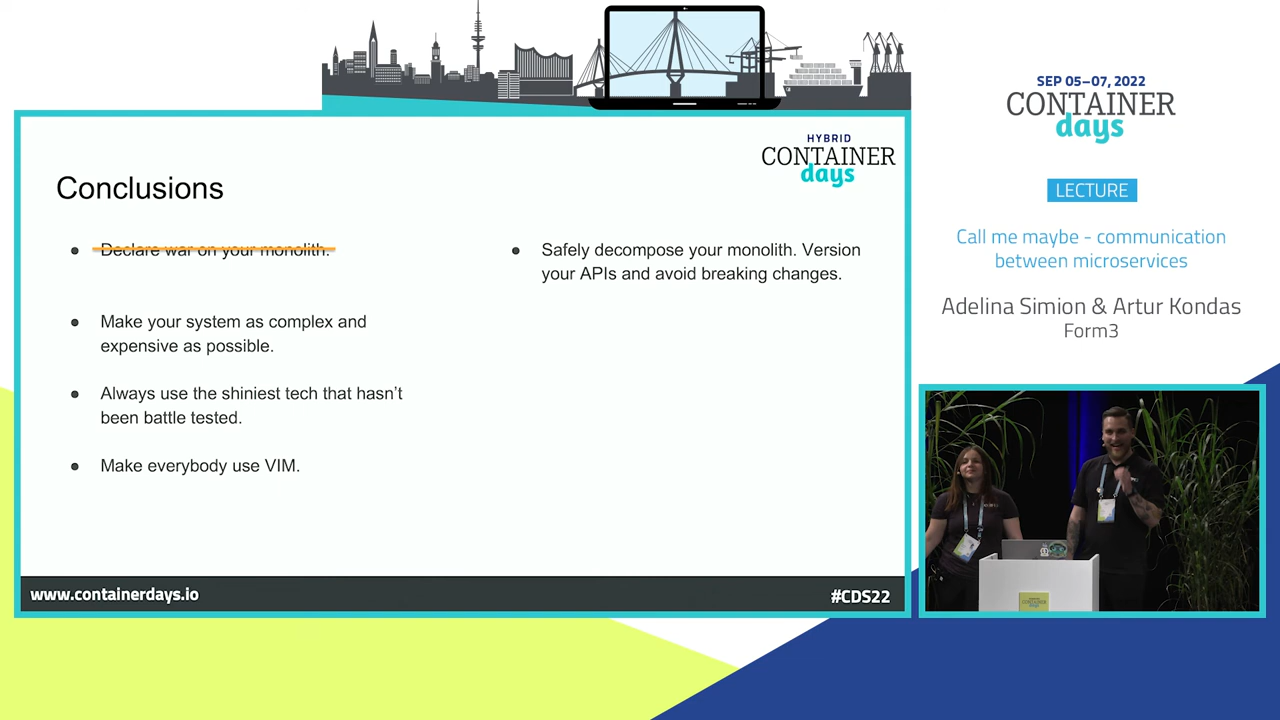 HYBRID
CONTAINER
days
Conclusions
Declare war on your monolith.
Make your system as complex and
expensive as possible.
Always use the shiniest tech that hasn’t
been battle tested.
Make everybody use VIM.
Safely decompose your monolith. Version
your APIs and avoid breaking changes.
www.containerdays.io
#CDS22
SEP 05–07, 2022
CONTAINER
days
LECTURE
Call me maybe - communication
between microservices
Adelina Simion & Artur Kondas
Form3
CONTAINER
days